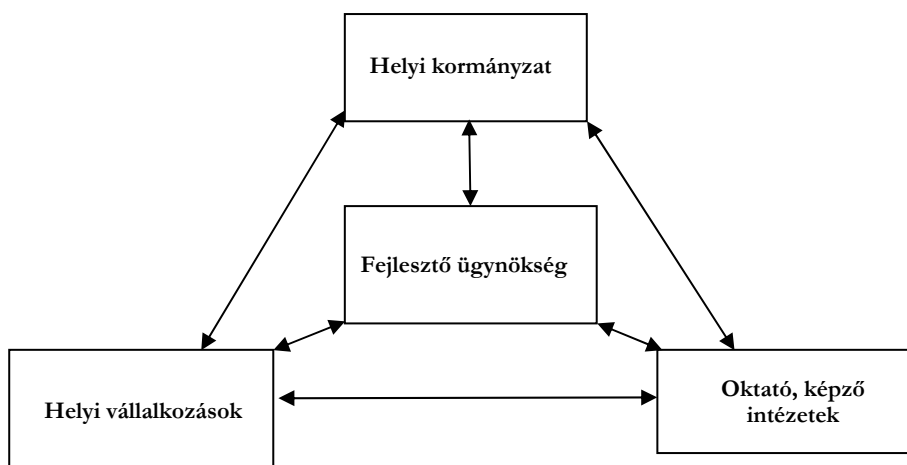 Helyi kormányzat
Fejlesztő ügynökség
Helyi vállalkozások
Oktató, képző
intézetek